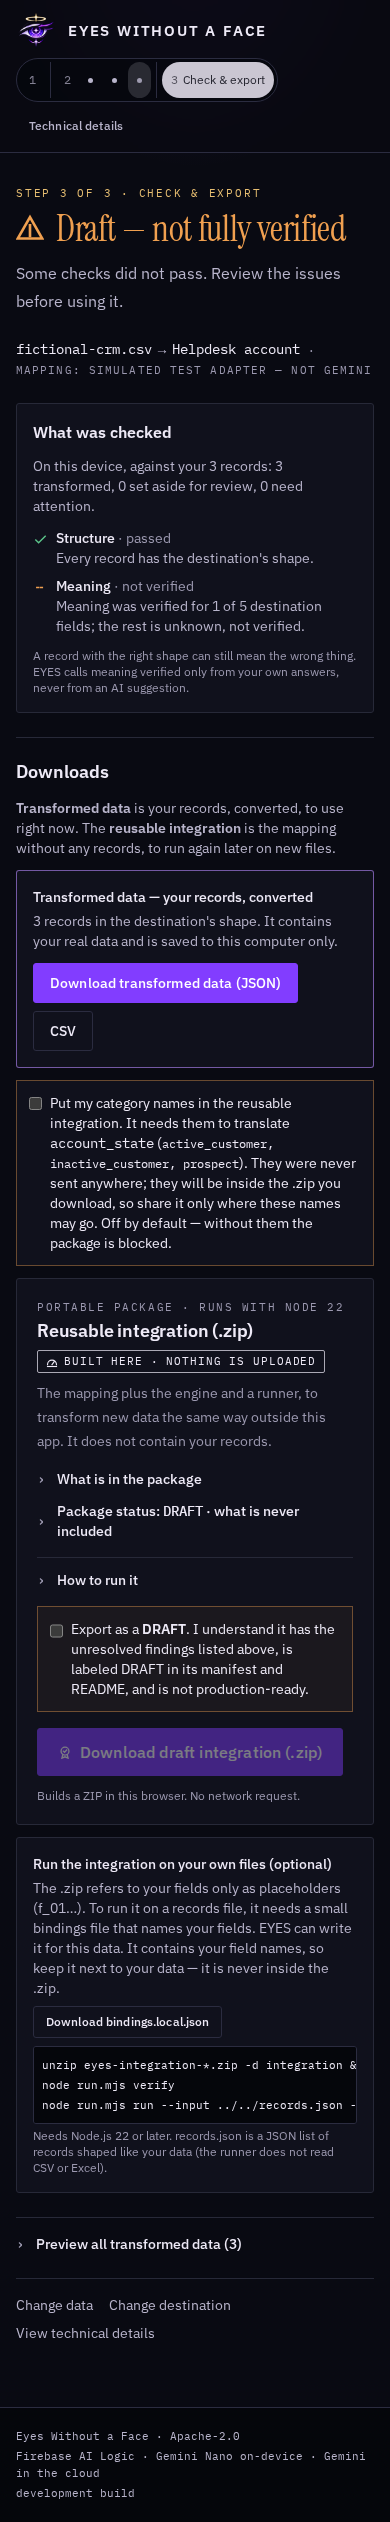 EYES WITHOUT A FACE
1 2 3 Check & export
Technical details
STEP 3 OF 3 · CHECK & EXPORT
Draft — not fully verified
Some checks did not pass. Review the issues
before using it.
fictional-crm.csv → Helpdesk account ·
MAPPING: SIMULATED TEST ADAPTER — NOT GEMINI
What was checked
On this device, against your 3 records: 3
transformed, 0 set aside for review, 0 need
attention.
Structure · passed
Every record has the destination's shape.
Meaning · not verified
Meaning was verified for 1 of 5 destination
fields; the rest is unknown, not verified.
A record with the right shape can still mean the wrong thing.
EYES calls meaning verified only from your own answers,
never from an AI suggestion.
Downloads
Transformed data is your records, converted, to use
right now. The reusable integration is the mapping
without any records, to run again later on new files.
Transformed data — your records, converted
3 records in the destination's shape. It contains
your real data and is saved to this computer only.
Download transformed data (JSON)
CSV
Put my category names in the reusable
integration. It needs them to translate
account_state (active_customer,
inactive_customer, prospect). They were never
sent anywhere; they will be inside the .zip you
download, so share it only where these names
may go. Off by default — without them the
package is blocked.
PORTABLE PACKAGE · RUNS WITH NODE 22
Reusable integration (.zip)
BUILT HERE · NOTHING IS UPLOADED
The mapping plus the engine and a runner, to
transform new data the same way outside this
app. It does not contain your records.
› What is in the package
› Package status: DRAFT · what is never
included
› How to run it
Export as a DRAFT. I understand it has the
unresolved findings listed above, is
labeled DRAFT in its manifest and
README, and is not production-ready.
Download draft integration (.zip)
Builds a ZIP in this browser. No network request.
Run the integration on your own files (optional)
The .zip refers to your fields only as placeholders
(f_01…). To run it on a records file, it needs a small
bindings file that names your fields. EYES can write
it for this data. It contains your field names, so
keep it next to your data — it is never inside the
.zip.
Download bindings.local.json
unzip eyes-integration-*.zip -d integration &
node run.mjs verify
node run.mjs run --input ../../records.json -
Needs Node.js 22 or later. records.json is a JSON list of
records shaped like your data (the runner does not read
CSV or Excel).
› Preview all transformed data (3)
Change data Change destination
View technical details
Eyes Without a Face · Apache-2.0
Firebase AI Logic · Gemini Nano on-device · Gemini
in the cloud
development build